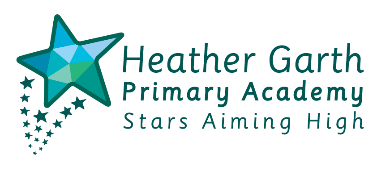 Heather Garth
Primary Academy
Stars Aiming High